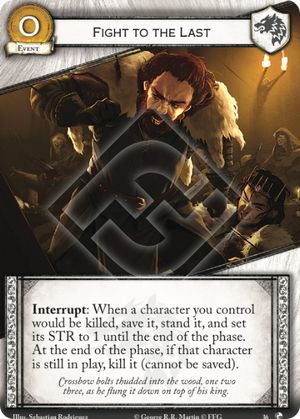 0
Event
Fight to the Last
Interrupt: When a character you control
would be killed, save it, stand it, and set
its STR to 1 until the end of the phase.
At the end of the phase, if that character
is still in play, kill it (cannot be saved).
Crossbow bolts thudded into the wood, one two
three, as he flung it down on top of his king.
Illus. Sebastian Rodriguez
© George R.R. Martin © FFG
16